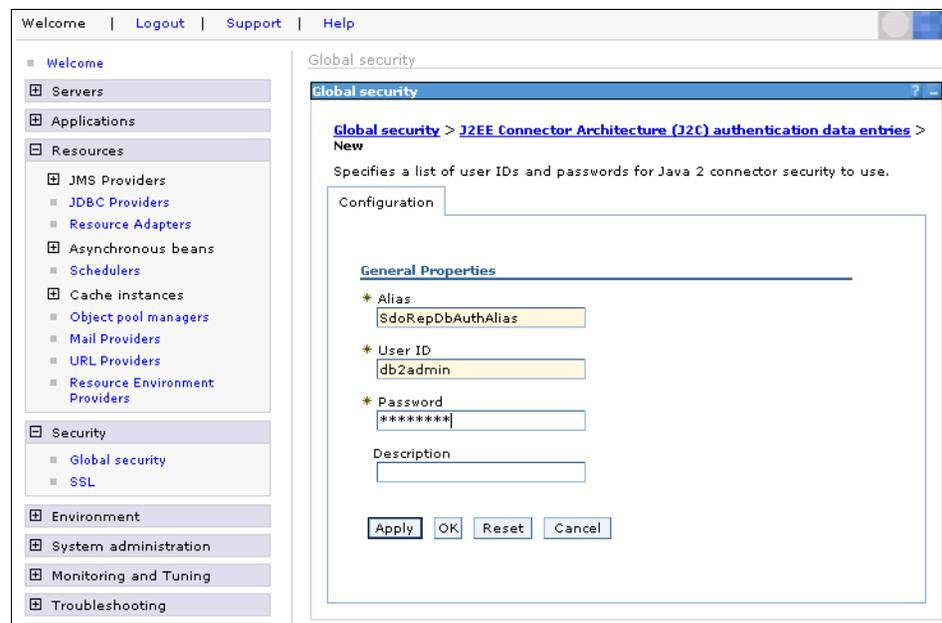 Welcome | Logout | Support | Help
Welcome
Servers
Applications
Resources
JMS Providers
JDBC Providers
Resource Adapters
Asynchronous beans
Schedulers
Cache instances
Object pool managers
Mail Providers
URL Providers
Resource Environment
Providers
Security
Global security
SSL
Environment
System administration
Monitoring and Tuning
Troubleshooting
Global security
Global security ? _
Global security > J2EE Connector Architecture (J2C) authentication data entries >
New
Specifies a list of user IDs and passwords for Java 2 connector security to use.
Configuration
General Properties
* Alias
SdoRepDbAuthAlias
* User ID
db2admin
* Password
********
Description
Apply OK Reset Cancel